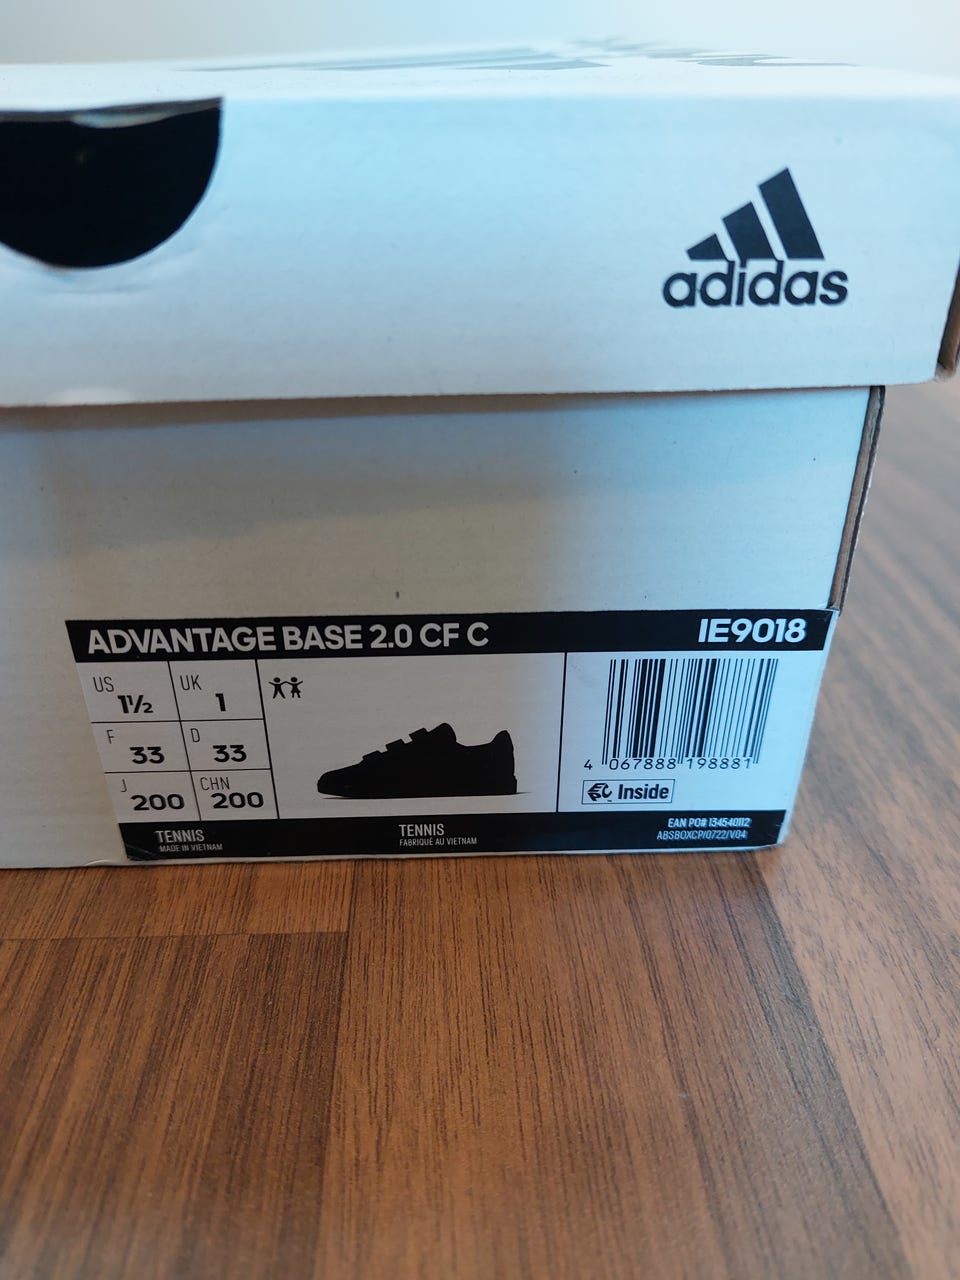 adidas
ADVANTAGE BASE 2.0 CF C
IE9018
US 1½
UK 1
F 33
D 33
J 200
CHN 200
4 067888 198881
Inside
TENNIS
MADE IN VIETNAM
TENNIS
FABRIQUÉ AU VIETNAM
EAN PO# 134540112
ABSBOXCP/0722/V04